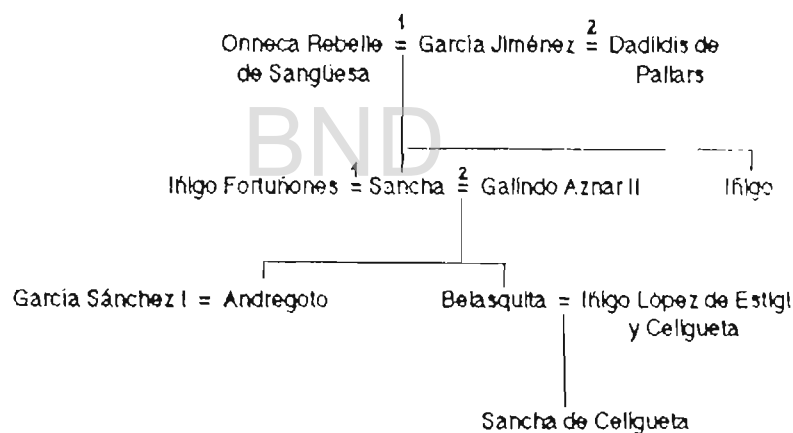 1 2
Onneca Rebelle = García Jiménez = Dadildis de
de Sangüesa Pallars
BND
1 2
Iñigo Fortuñones = Sancha = Galindo Aznar II Iñigo
García Sánchez I = Andregoto Belasquita = Iñigo López de Estigi
y Celigueta
Sancha de Celigueta